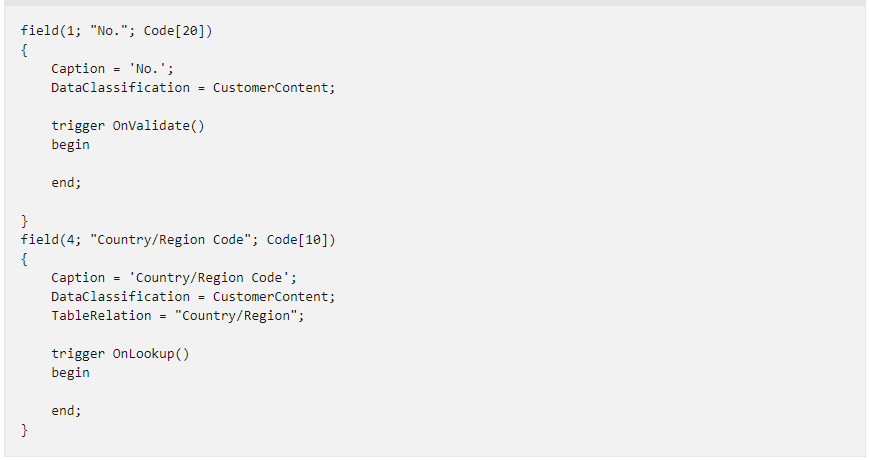 field(1; "No."; Code[20])
{
    Caption = 'No.';
    DataClassification = CustomerContent;

    trigger OnValidate()
    begin

    end;

}
field(4; "Country/Region Code"; Code[10])
{
    Caption = 'Country/Region Code';
    DataClassification = CustomerContent;
    TableRelation = "Country/Region";

    trigger OnLookup()
    begin

    end;
}